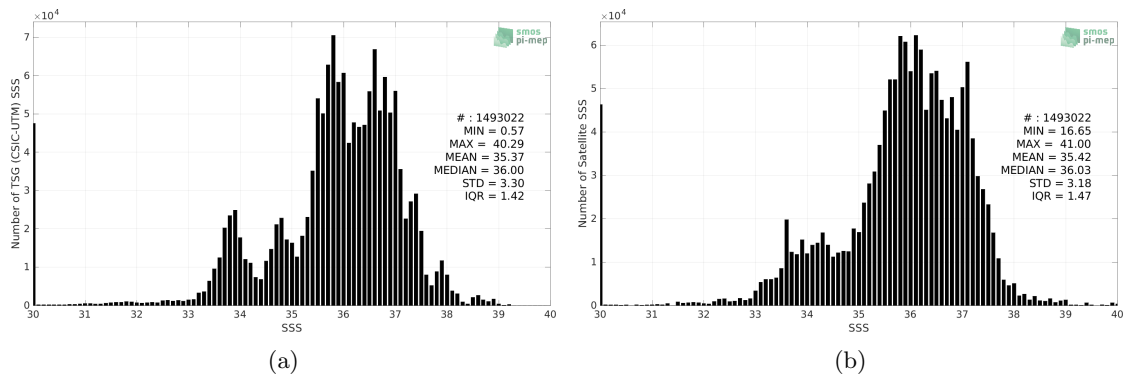 ×10⁴
smos
pi-mep
7
6
5
4
3
2
1
0
Number of TSG (CSIC-UTM) SSS
# : 1493022
MIN = 0.57
MAX = 40.29
MEAN = 35.37
MEDIAN = 36.00
STD = 3.30
IQR = 1.42
30 31 32 33 34 35 36 37 38 39 40
SSS
(a)
×10⁴
smos
pi-mep
6
5
4
3
2
1
0
Number of Satellite SSS
# : 1493022
MIN = 16.65
MAX = 41.00
MEAN = 35.42
MEDIAN = 36.03
STD = 3.18
IQR = 1.47
30 31 32 33 34 35 36 37 38 39 40
SSS
(b)